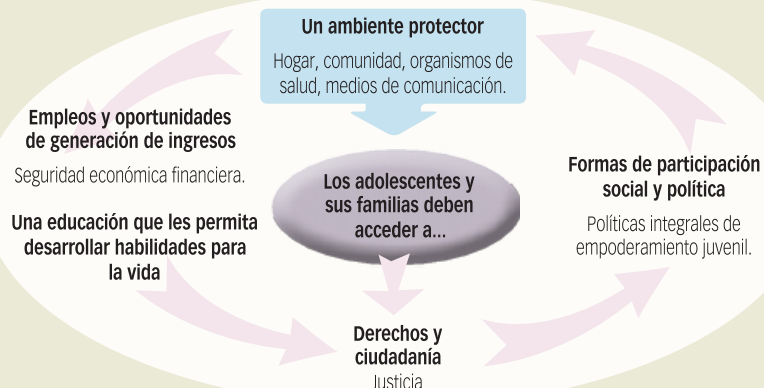 Un ambiente protector
Hogar, comunidad, organismos de
salud, medios de comunicación.
Empleos y oportunidades
de generación de ingresos
Seguridad económica financiera.
Una educación que les permita
desarrollar habilidades para
la vida
Los adolescentes y
sus familias deben
acceder a...
Formas de participación
social y política
Políticas integrales de
empoderamiento juvenil.
Derechos y
ciudadanía
Justicia